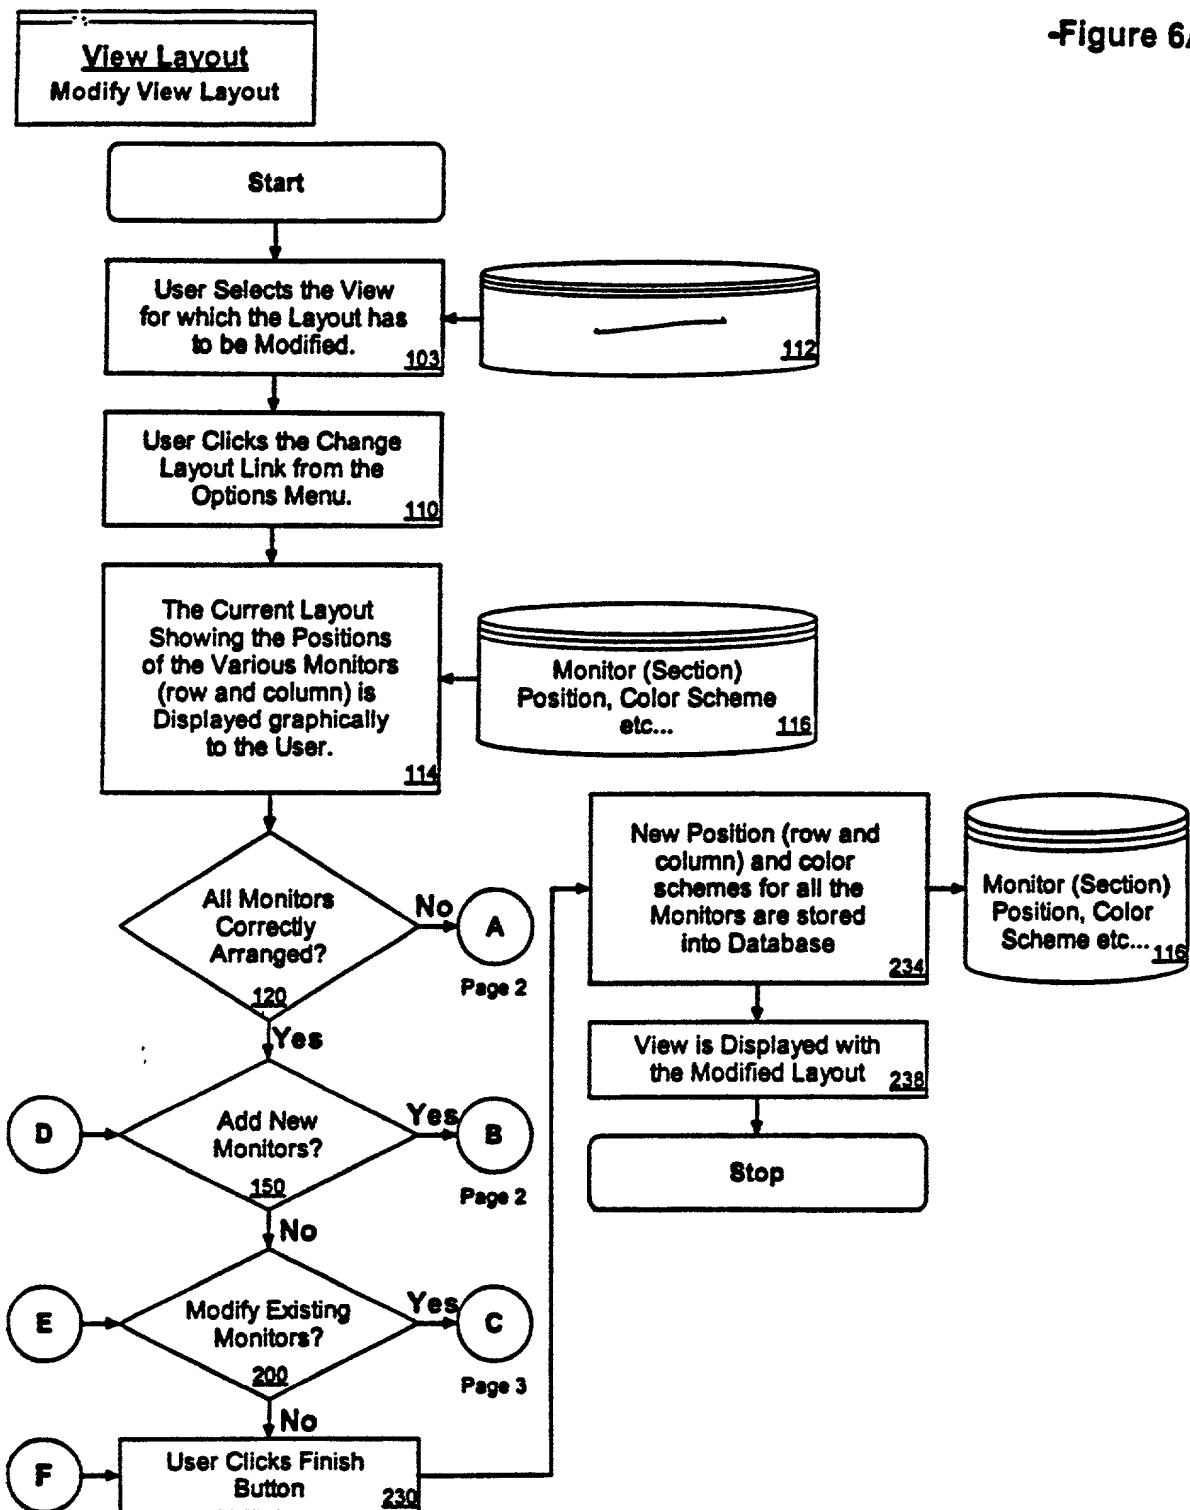 -Figure 6A
View Layout
Modify View Layout
Start
User Selects the View
for which the Layout has
to be Modified.
103
112
User Clicks the Change
Layout Link from the
Options Menu.
110
The Current Layout
Showing the Positions
of the Various Monitors
(row and column) is
Displayed graphically
to the User.
114
Monitor (Section)
Position, Color Scheme
etc...
116
All Monitors
Correctly
Arranged?
120
No
A
Page 2
Yes
D
Add New
Monitors?
150
Yes
B
Page 2
No
E
Modify Existing
Monitors?
200
Yes
C
Page 3
No
F
User Clicks Finish
Button
230
New Position (row and
column) and color
schemes for all the
Monitors are stored
into Database
234
Monitor (Section)
Position, Color
Scheme etc...
116
View is Displayed with
the Modified Layout
238
Stop